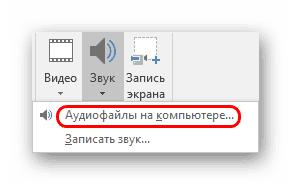 Видео Звук Запись
экрана
Аудиофайлы на компьютере...
Записать звук...